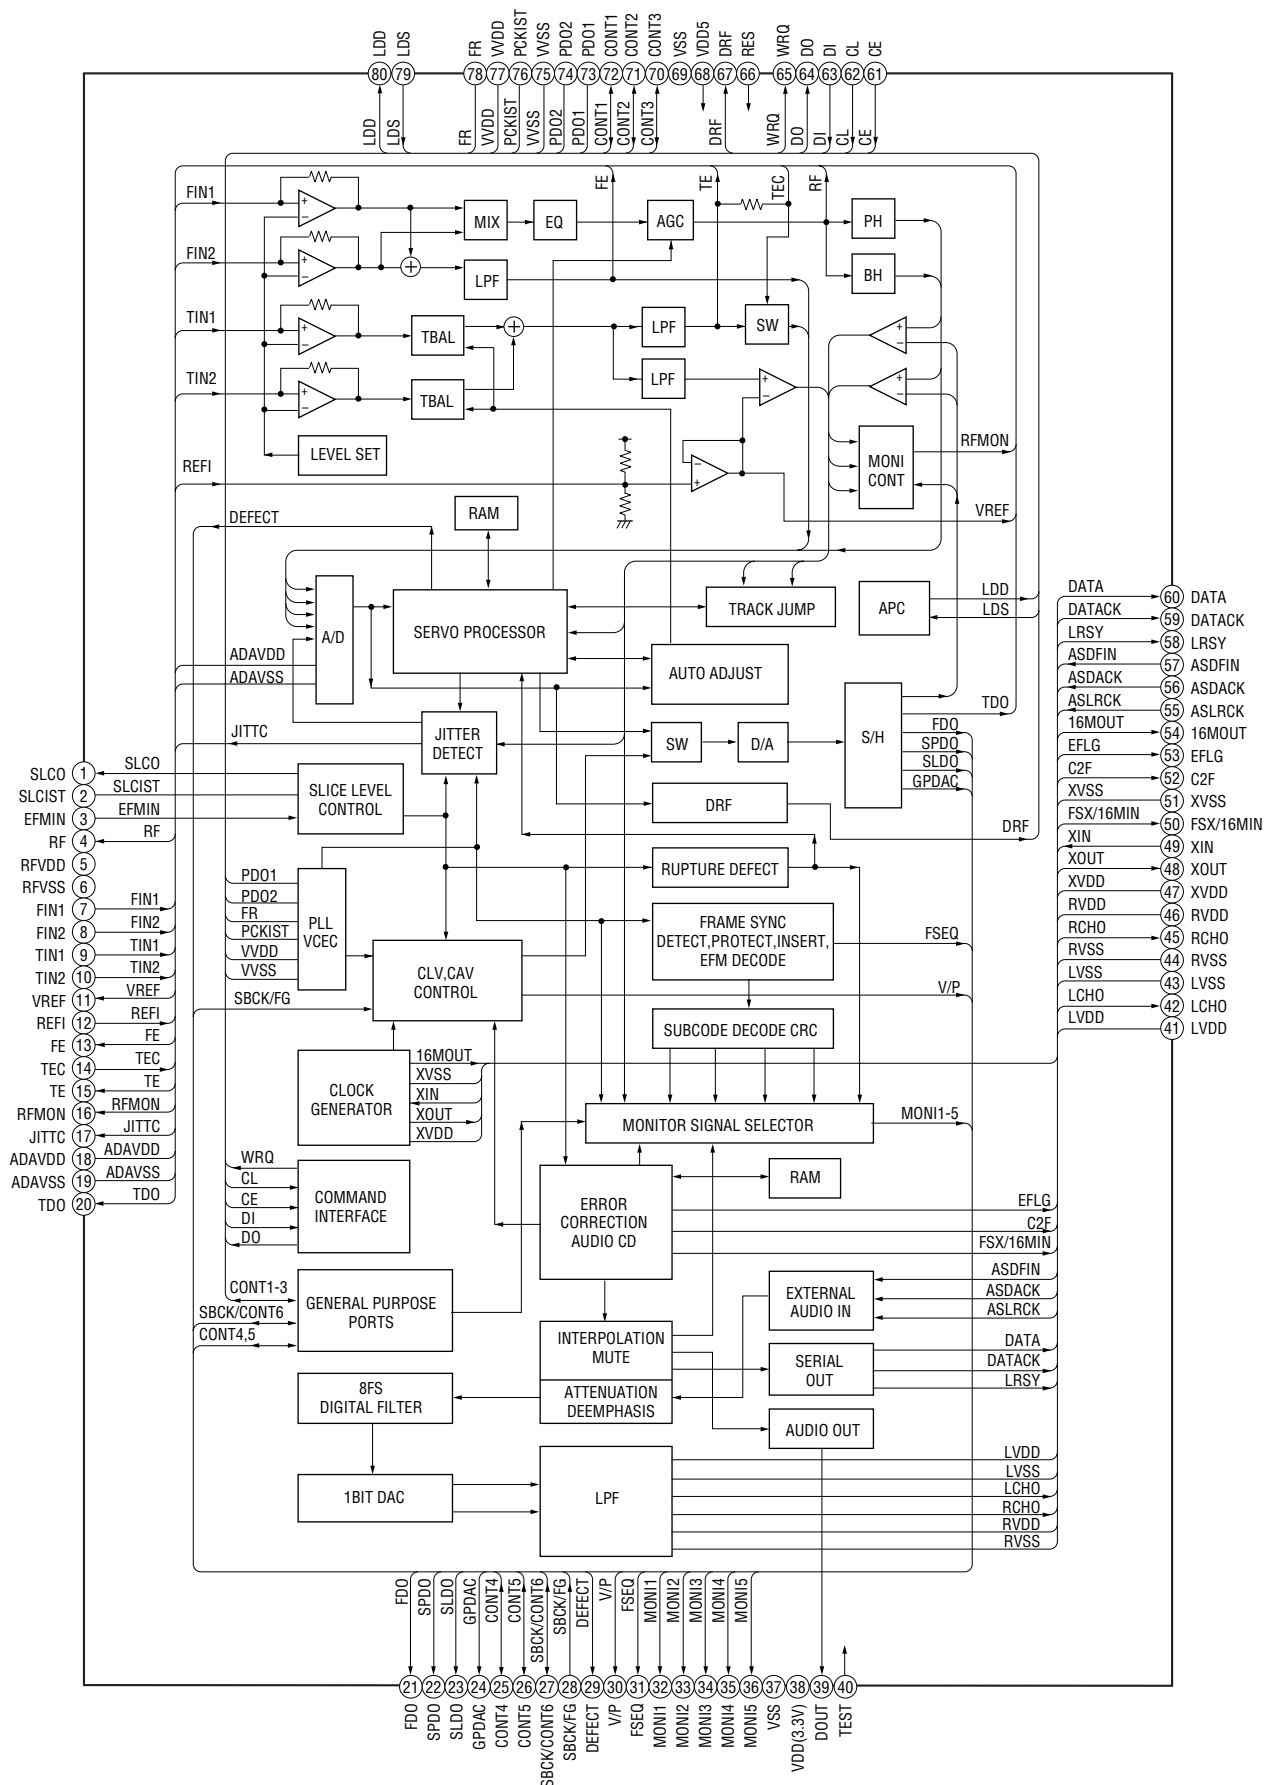 LDD
LDS
FR
VVDD
PCKIST
VVSS
PDO2
PDO1
CONT1
CONT2
CONT3
VSS
VDD5
DRF
RES
WRQ
DO
DI
CL
CE
80
79
78
77
76
75
74
73
72
71
70
69
68
67
66
65
64
63
62
61
LDD
LDS
FR
VVDD
PCKIST
VVSS
PDO2
PDO1
CONT1
CONT2
CONT3
DRF
WRQ
DO
DI
CL
CE
FIN1
FE
TE
TEC
RF
MIX
EQ
AGC
PH
FIN2
LPF
BH
TIN1
TBAL
LPF
SW
TIN2
TBAL
LPF
LEVEL SET
REFI
MONI
CONT
RFMON
VREF
DEFECT
RAM
A/D
SERVO PROCESSOR
TRACK JUMP
APC
LDD
LDS
ADAVDD
ADAVSS
AUTO ADJUST
JITTC
JITTER
DETECT
SW
D/A
S/H
TDO
FDO
SPDO
SLDO
GPDAC
SLCO
SLCIST
EFMIN
RF
SLICE LEVEL
CONTROL
DRF
DRF
RUPTURE DEFECT
PDO1
PDO2
FR
PCKIST
VVDD
VVSS
PLL
VCEC
SBCK/FG
CLV,CAV
CONTROL
FRAME SYNC
DETECT,PROTECT,INSERT,
EFM DECODE
FSEQ
V/P
SUBCODE DECODE CRC
CLOCK
GENERATOR
16MOUT
XVSS
XIN
XOUT
XVDD
MONITOR SIGNAL SELECTOR
MONI1-5
WRQ
CL
CE
DI
DO
COMMAND
INTERFACE
ERROR
CORRECTION
AUDIO CD
RAM
EFLG
C2F
FSX/16MIN
CONT1-3
SBCK/CONT6
CONT4,5
GENERAL PURPOSE
PORTS
EXTERNAL
AUDIO IN
ASDFIN
ASDACK
ASLRCK
INTERPOLATION
MUTE
ATTENUATION
DEEMPHASIS
SERIAL
OUT
DATA
DATACK
LRSY
8FS
DIGITAL FILTER
AUDIO OUT
1BIT DAC
LPF
LVDD
LVSS
LCHO
RCHO
RVDD
RVSS
SLCO 1
SLCIST 2
EFMIN 3
RF 4
RFVDD 5
RFVSS 6
FIN1 7 FIN1
FIN2 8 FIN2
TIN1 9 TIN1
TIN2 10 TIN2
VREF 11 VREF
REFI 12 REFI
FE 13 FE
TEC 14 TEC
TE 15 TE
RFMON 16 RFMON
JITTC 17 JITTC
ADAVDD 18 ADAVDD
ADAVSS 19 ADAVSS
TDO 20 TDO
DATA 60 DATA
DATACK 59 DATACK
LRSY 58 LRSY
ASDFIN 57 ASDFIN
ASDACK 56 ASDACK
ASLRCK 55 ASLRCK
16MOUT 54 16MOUT
EFLG 53 EFLG
C2F 52 C2F
XVSS 51 XVSS
FSX/16MIN 50 FSX/16MIN
XIN 49 XIN
XOUT 48 XOUT
XVDD 47 XVDD
RVDD 46 RVDD
RCHO 45 RCHO
RVSS 44 RVSS
LVSS 43 LVSS
LCHO 42 LCHO
LVDD 41 LVDD
FDO
SPDO
SLDO
GPDAC
CONT4
CONT5
SBCK/CONT6
SBCK/FG
DEFECT
V/P
FSEQ
MONI1
MONI2
MONI3
MONI4
MONI5
21
22
23
24
25
26
27
28
29
30
31
32
33
34
35
36
37
38
39
40
FDO
SPDO
SLDO
GPDAC
CONT4
CONT5
SBCK/CONT6
SBCK/FG
DEFECT
V/P
FSEQ
MONI1
MONI2
MONI3
MONI4
MONI5
VSS
VDD(3.3V)
DOUT
TEST